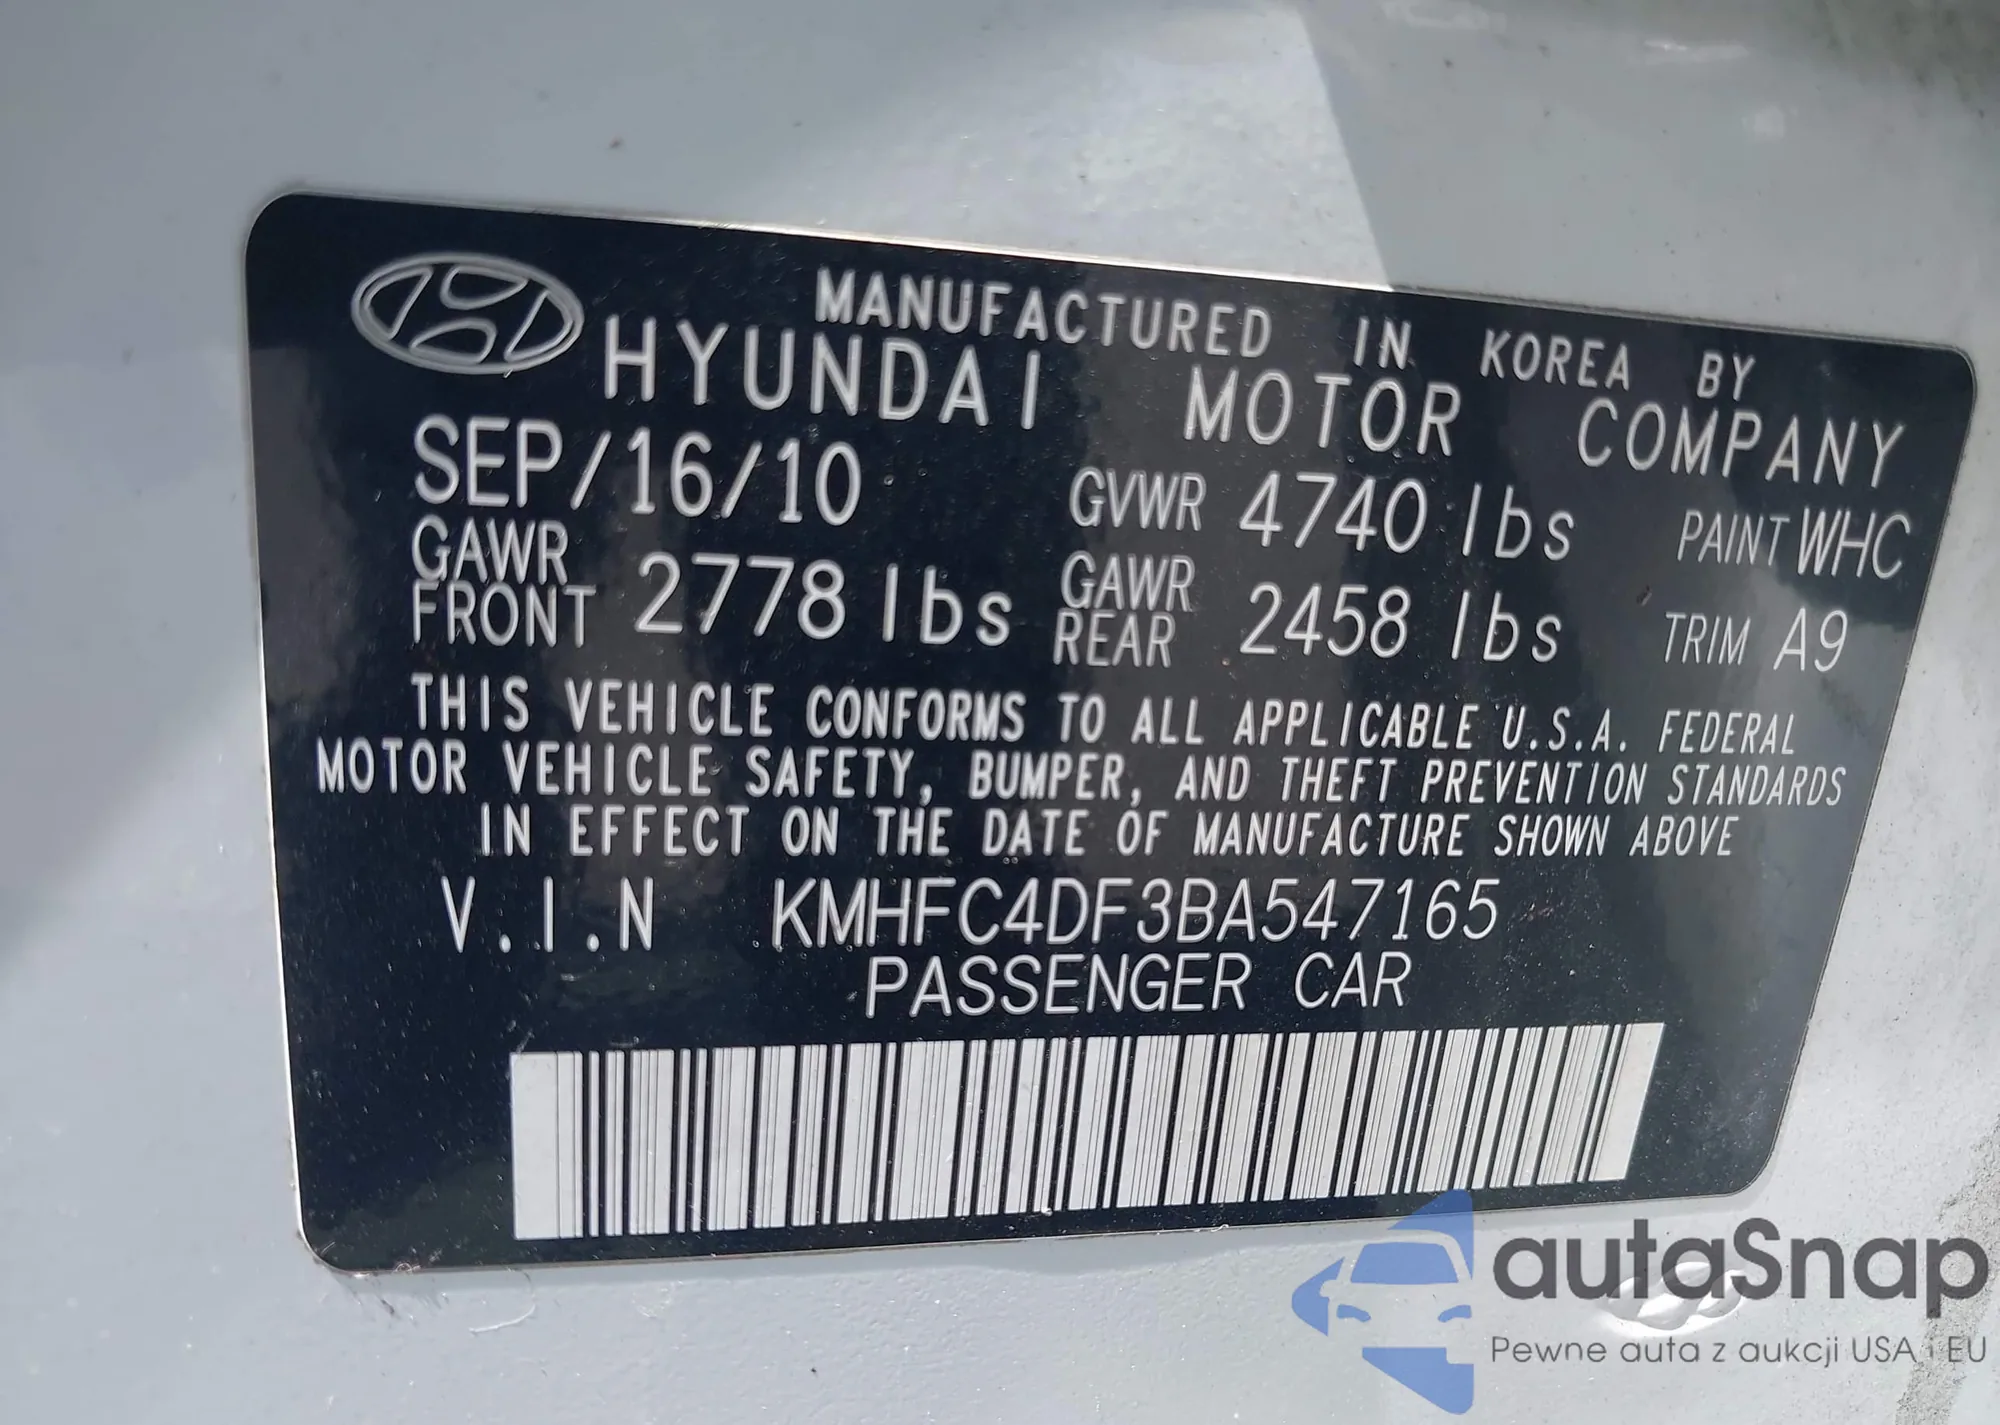 MANUFACTURED IN KOREA BY
HYUNDAI MOTOR COMPANY
SEP/16/10 GVWR 4740 lbs PAINT WHC
GAWR FRONT 2778 lbs GAWR REAR 2458 lbs TRIM A9
THIS VEHICLE CONFORMS TO ALL APPLICABLE U.S.A. FEDERAL
MOTOR VEHICLE SAFETY, BUMPER, AND THEFT PREVENTION STANDARDS
IN EFFECT ON THE DATE OF MANUFACTURE SHOWN ABOVE
V.I.N KMHFC4DF3BA547165
PASSENGER CAR
autaSnap
Pewne auta z aukcji USA i EU